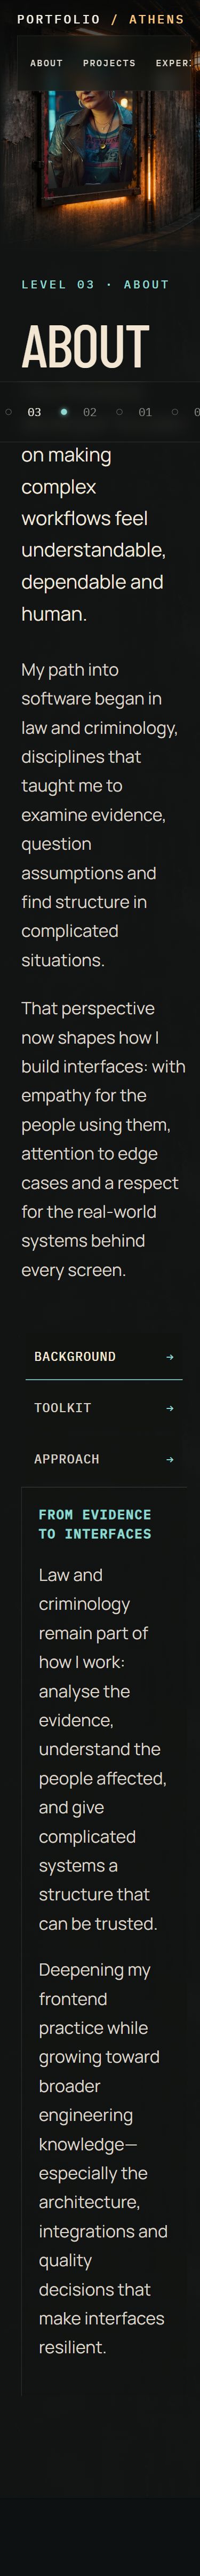 PORTFOLIO / ATHENS
ABOUT PROJECTS
LEVEL 03 · ABOUT
ABOUT
03 02 01
on making
complex
workflows feel
understandable,
dependable and
human.
My path into
software began in
law and criminology,
disciplines that
taught me to
examine evidence,
question
assumptions and
find structure in
complicated
situations.
That perspective
now shapes how I
build interfaces: with
empathy for the
people using them,
attention to edge
cases and a respect
for the real-world
systems behind
every screen.
BACKGROUND →
TOOLKIT →
APPROACH →
FROM EVIDENCE
TO INTERFACES
Law and
criminology
remain part of
how I work:
analyse the
evidence,
understand the
people affected,
and give
complicated
systems a
structure that
can be trusted.
Deepening my
frontend
practice while
growing toward
broader
engineering
knowledge—
especially the
architecture,
integrations and
quality
decisions that
make interfaces
resilient.